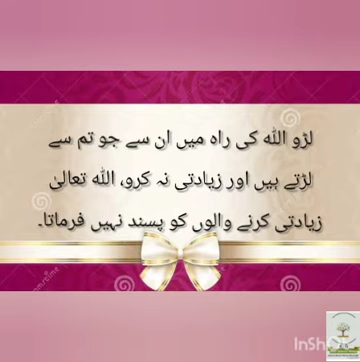 لڑو اللہ کی راہ میں ان سے جو تم سے
لڑتے ہیں اور زیادتی نہ کرو، اللہ تعالیٰ
زیادتی کرنے والوں کو پسند نہیں فرماتا۔